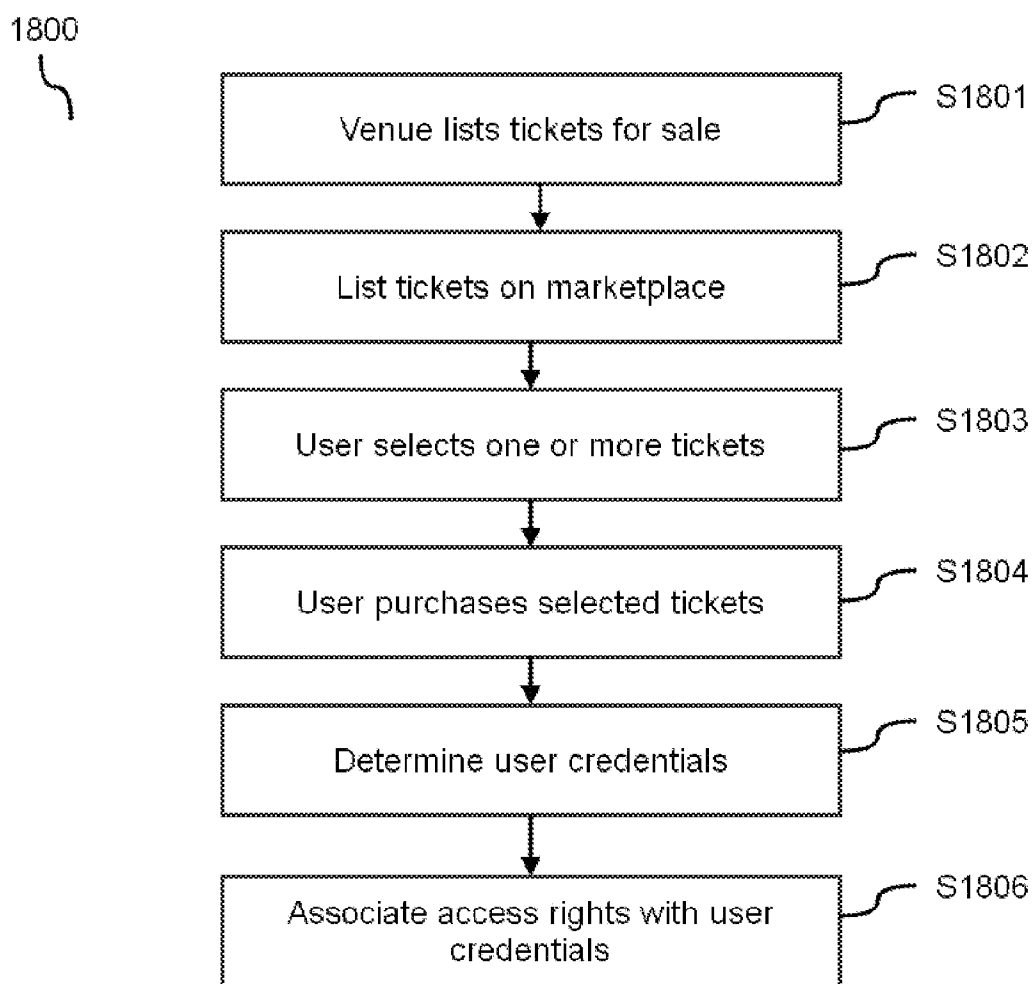 1800
Venue lists tickets for sale
S1801
List tickets on marketplace
S1802
User selects one or more tickets
S1803
User purchases selected tickets
S1804
Determine user credentials
S1805
Associate access rights with user
credentials
S1806